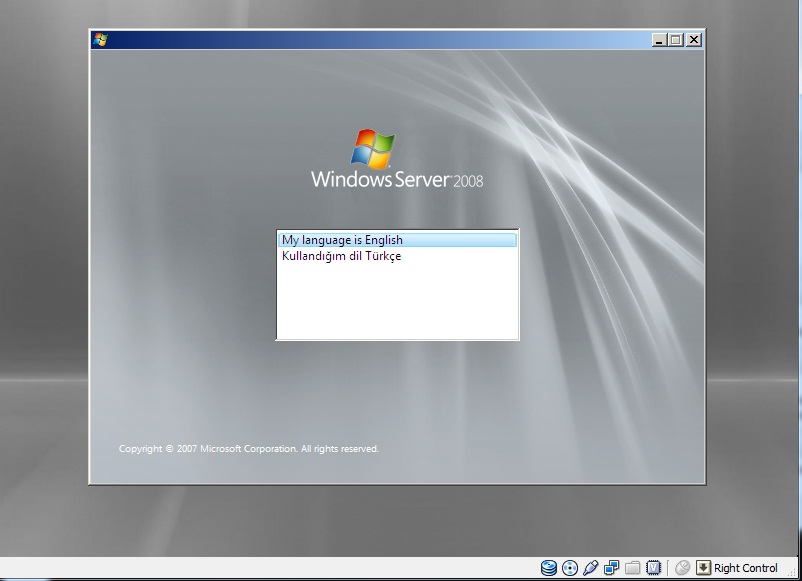 Windows Server 2008
My language is English
Kullandığım dil Türkçe
Copyright © 2007 Microsoft Corporation. All rights reserved.
Right Control